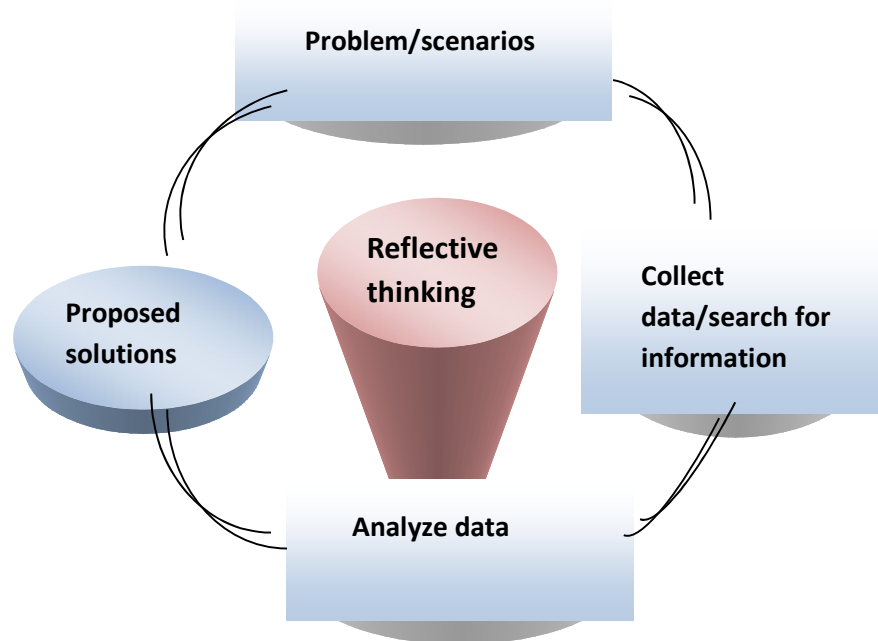 Problem/scenarios
Reflective
thinking
Collect
data/search for
information
Proposed
solutions
Analyze data